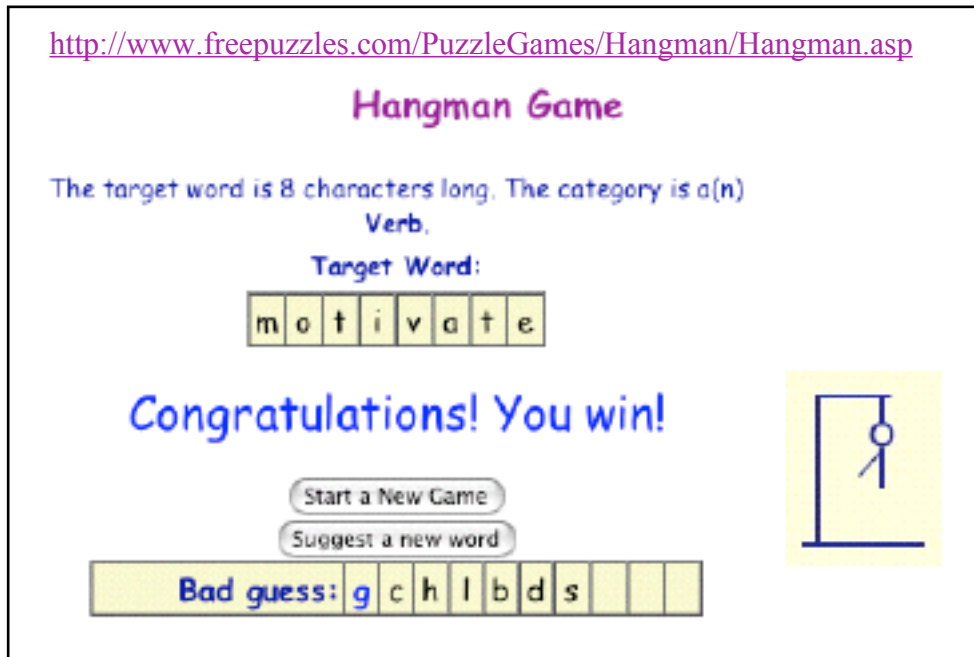 http://www.freepuzzles.com/PuzzleGames/Hangman/Hangman.asp
Hangman Game
The target word is 8 characters long. The category is a(n)
Verb.
Target Word:
m o t i v a t e
Congratulations! You win!
Start a New Game
Suggest a new word
Bad guess: g c h l b d s